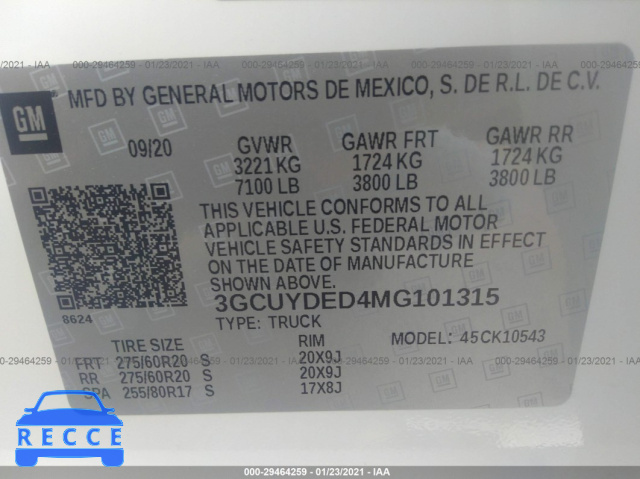 000-29464259 - 01/23/2021 - IAA
GM
MFD BY GENERAL MOTORS DE MEXICO, S. DE R.L. DE C.V.
09/20 GVWR GAWR FRT GAWR RR
3221 KG 1724 KG 1724 KG
7100 LB 3800 LB 3800 LB
THIS VEHICLE CONFORMS TO ALL
APPLICABLE U.S. FEDERAL MOTOR
VEHICLE SAFETY STANDARDS IN EFFECT
ON THE DATE OF MANUFACTURE
SHOWN ABOVE.
8624
3GCUYDED4MG101315
TYPE: TRUCK MODEL: 45CK10543
TIRE SIZE RIM
FRT 275/60R20 S 20X9J
RR 275/60R20 S 20X9J
SPA 255/80R17 S 17X8J
BIDFAX
000-29464259 - 01/23/2021 - IAA